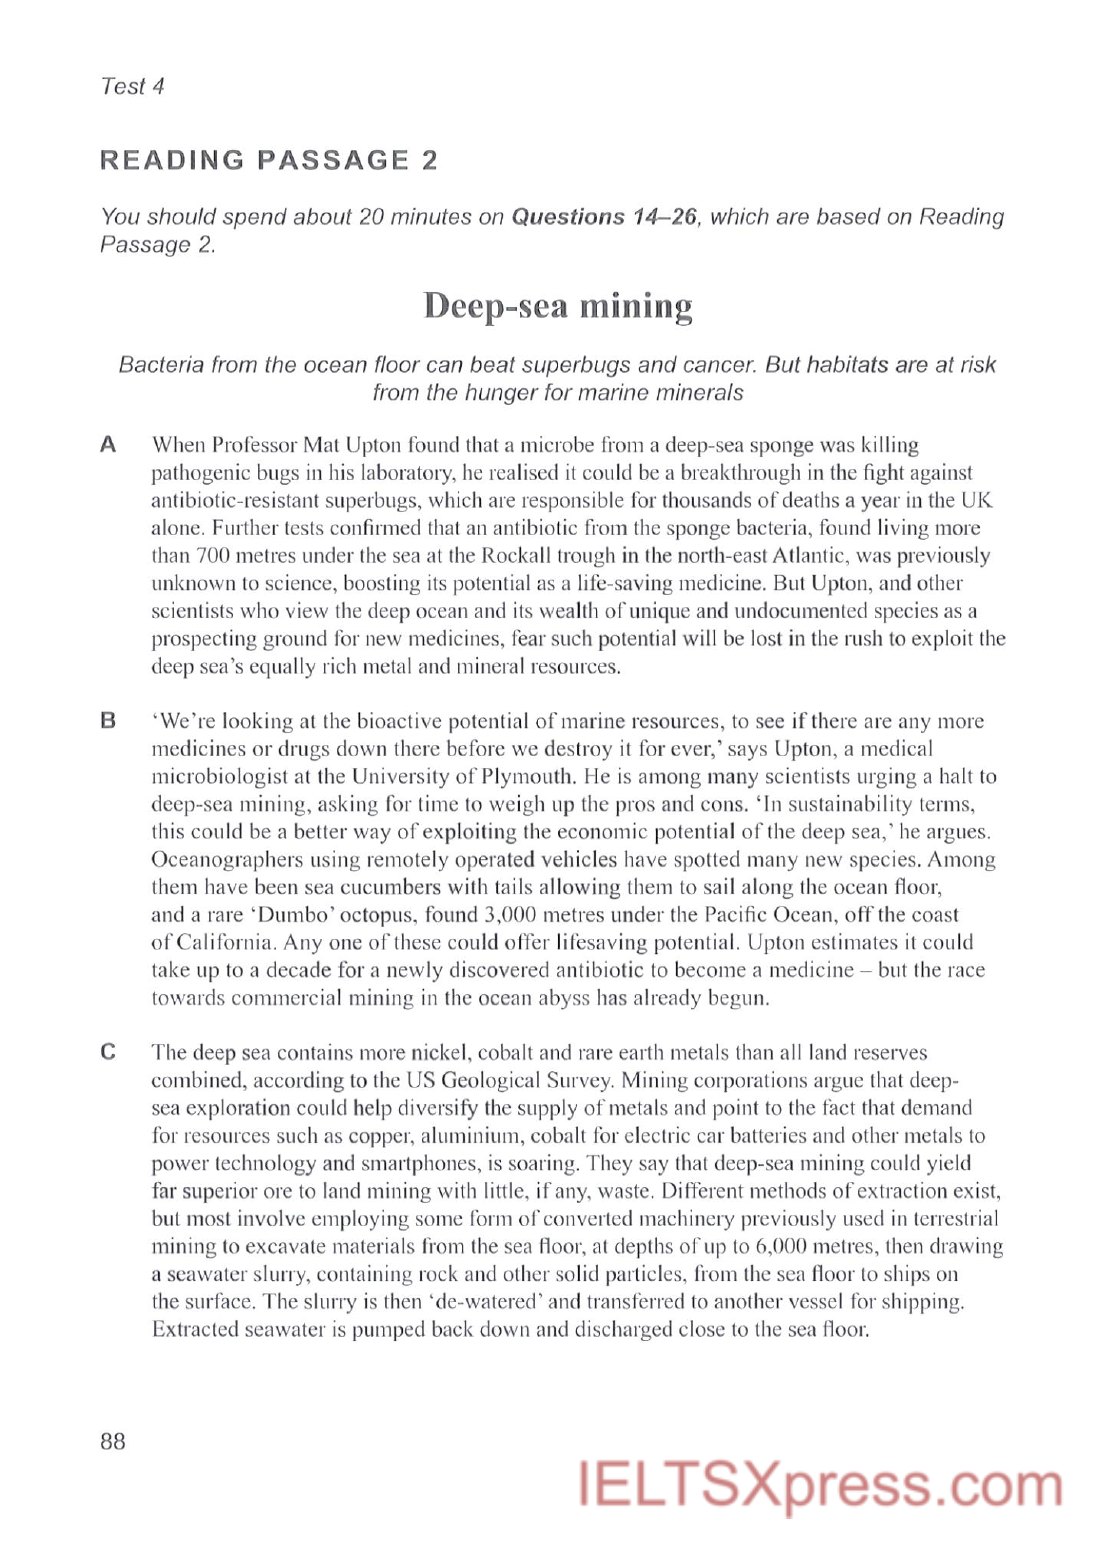 Test 4
READING PASSAGE 2
You should spend about 20 minutes on Questions 14–26, which are based on Reading
Passage 2.
Deep-sea mining
Bacteria from the ocean floor can beat superbugs and cancer. But habitats are at risk
from the hunger for marine minerals
A When Professor Mat Upton found that a microbe from a deep-sea sponge was killing
pathogenic bugs in his laboratory, he realised it could be a breakthrough in the fight against
antibiotic-resistant superbugs, which are responsible for thousands of deaths a year in the UK
alone. Further tests confirmed that an antibiotic from the sponge bacteria, found living more
than 700 metres under the sea at the Rockall trough in the north-east Atlantic, was previously
unknown to science, boosting its potential as a life-saving medicine. But Upton, and other
scientists who view the deep ocean and its wealth of unique and undocumented species as a
prospecting ground for new medicines, fear such potential will be lost in the rush to exploit the
deep sea's equally rich metal and mineral resources.
B 'We're looking at the bioactive potential of marine resources, to see if there are any more
medicines or drugs down there before we destroy it for ever,' says Upton, a medical
microbiologist at the University of Plymouth. He is among many scientists urging a halt to
deep-sea mining, asking for time to weigh up the pros and cons. 'In sustainability terms,
this could be a better way of exploiting the economic potential of the deep sea,' he argues.
Oceanographers using remotely operated vehicles have spotted many new species. Among
them have been sea cucumbers with tails allowing them to sail along the ocean floor,
and a rare 'Dumbo' octopus, found 3,000 metres under the Pacific Ocean, off the coast
of California. Any one of these could offer lifesaving potential. Upton estimates it could
take up to a decade for a newly discovered antibiotic to become a medicine – but the race
towards commercial mining in the ocean abyss has already begun.
C The deep sea contains more nickel, cobalt and rare earth metals than all land reserves
combined, according to the US Geological Survey. Mining corporations argue that deep-
sea exploration could help diversify the supply of metals and point to the fact that demand
for resources such as copper, aluminium, cobalt for electric car batteries and other metals to
power technology and smartphones, is soaring. They say that deep-sea mining could yield
far superior ore to land mining with little, if any, waste. Different methods of extraction exist,
but most involve employing some form of converted machinery previously used in terrestrial
mining to excavate materials from the sea floor, at depths of up to 6,000 metres, then drawing
a seawater slurry, containing rock and other solid particles, from the sea floor to ships on
the surface. The slurry is then 'de-watered' and transferred to another vessel for shipping.
Extracted seawater is pumped back down and discharged close to the sea floor.
88
IELTSXpress.com